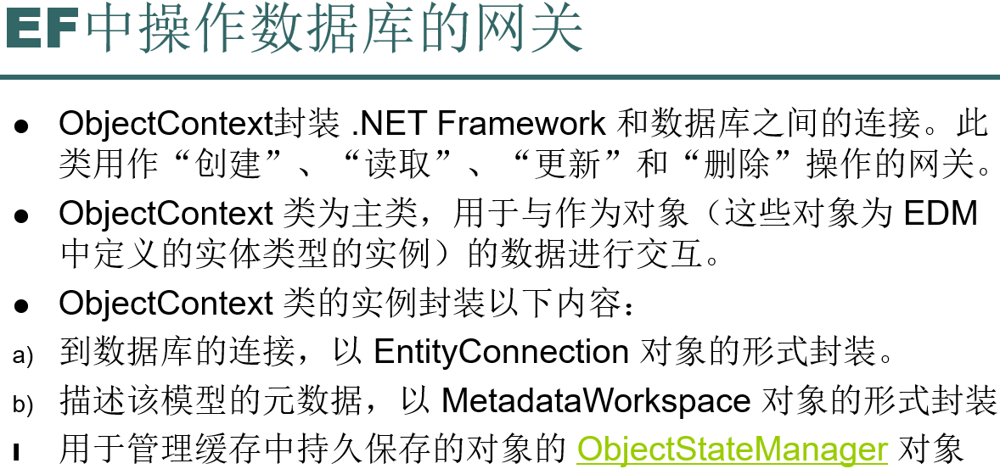 EF中操作数据库的网关
● ObjectContext封装 .NET Framework 和数据库之间的连接。此
类用作“创建”、“读取”、“更新”和“删除”操作的网关。
● ObjectContext 类为主类，用于与作为对象（这些对象为 EDM
中定义的实体类型的实例）的数据进行交互。
● ObjectContext 类的实例封装以下内容：
a) 到数据库的连接，以 EntityConnection 对象的形式封装。
b) 描述该模型的元数据，以 MetadataWorkspace 对象的形式封装
l 用于管理缓存中持久保存的对象的 ObjectStateManager 对象